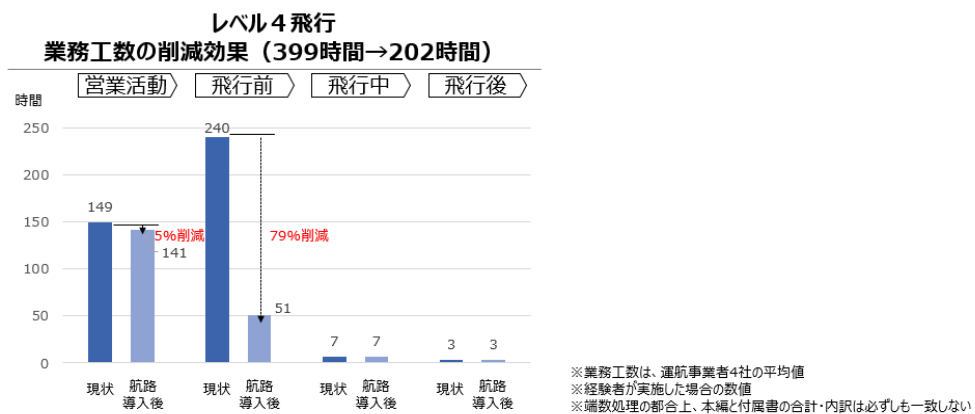 レベル４飛行
業務工数の削減効果（399時間→202時間）
営業活動 飛行前 飛行中 飛行後
時間
250
200
150
100
50
0
149
5%削減
141
240
79%削減
51
7 7
3 3
現状 航路導入後 現状 航路導入後 現状 航路導入後 現状 航路導入後
※業務工数は、運航事業者4社の平均値
※経験者が実施した場合の数値
※端数処理の都合上、本編と付属書の合計・内訳は必ずしも一致しない